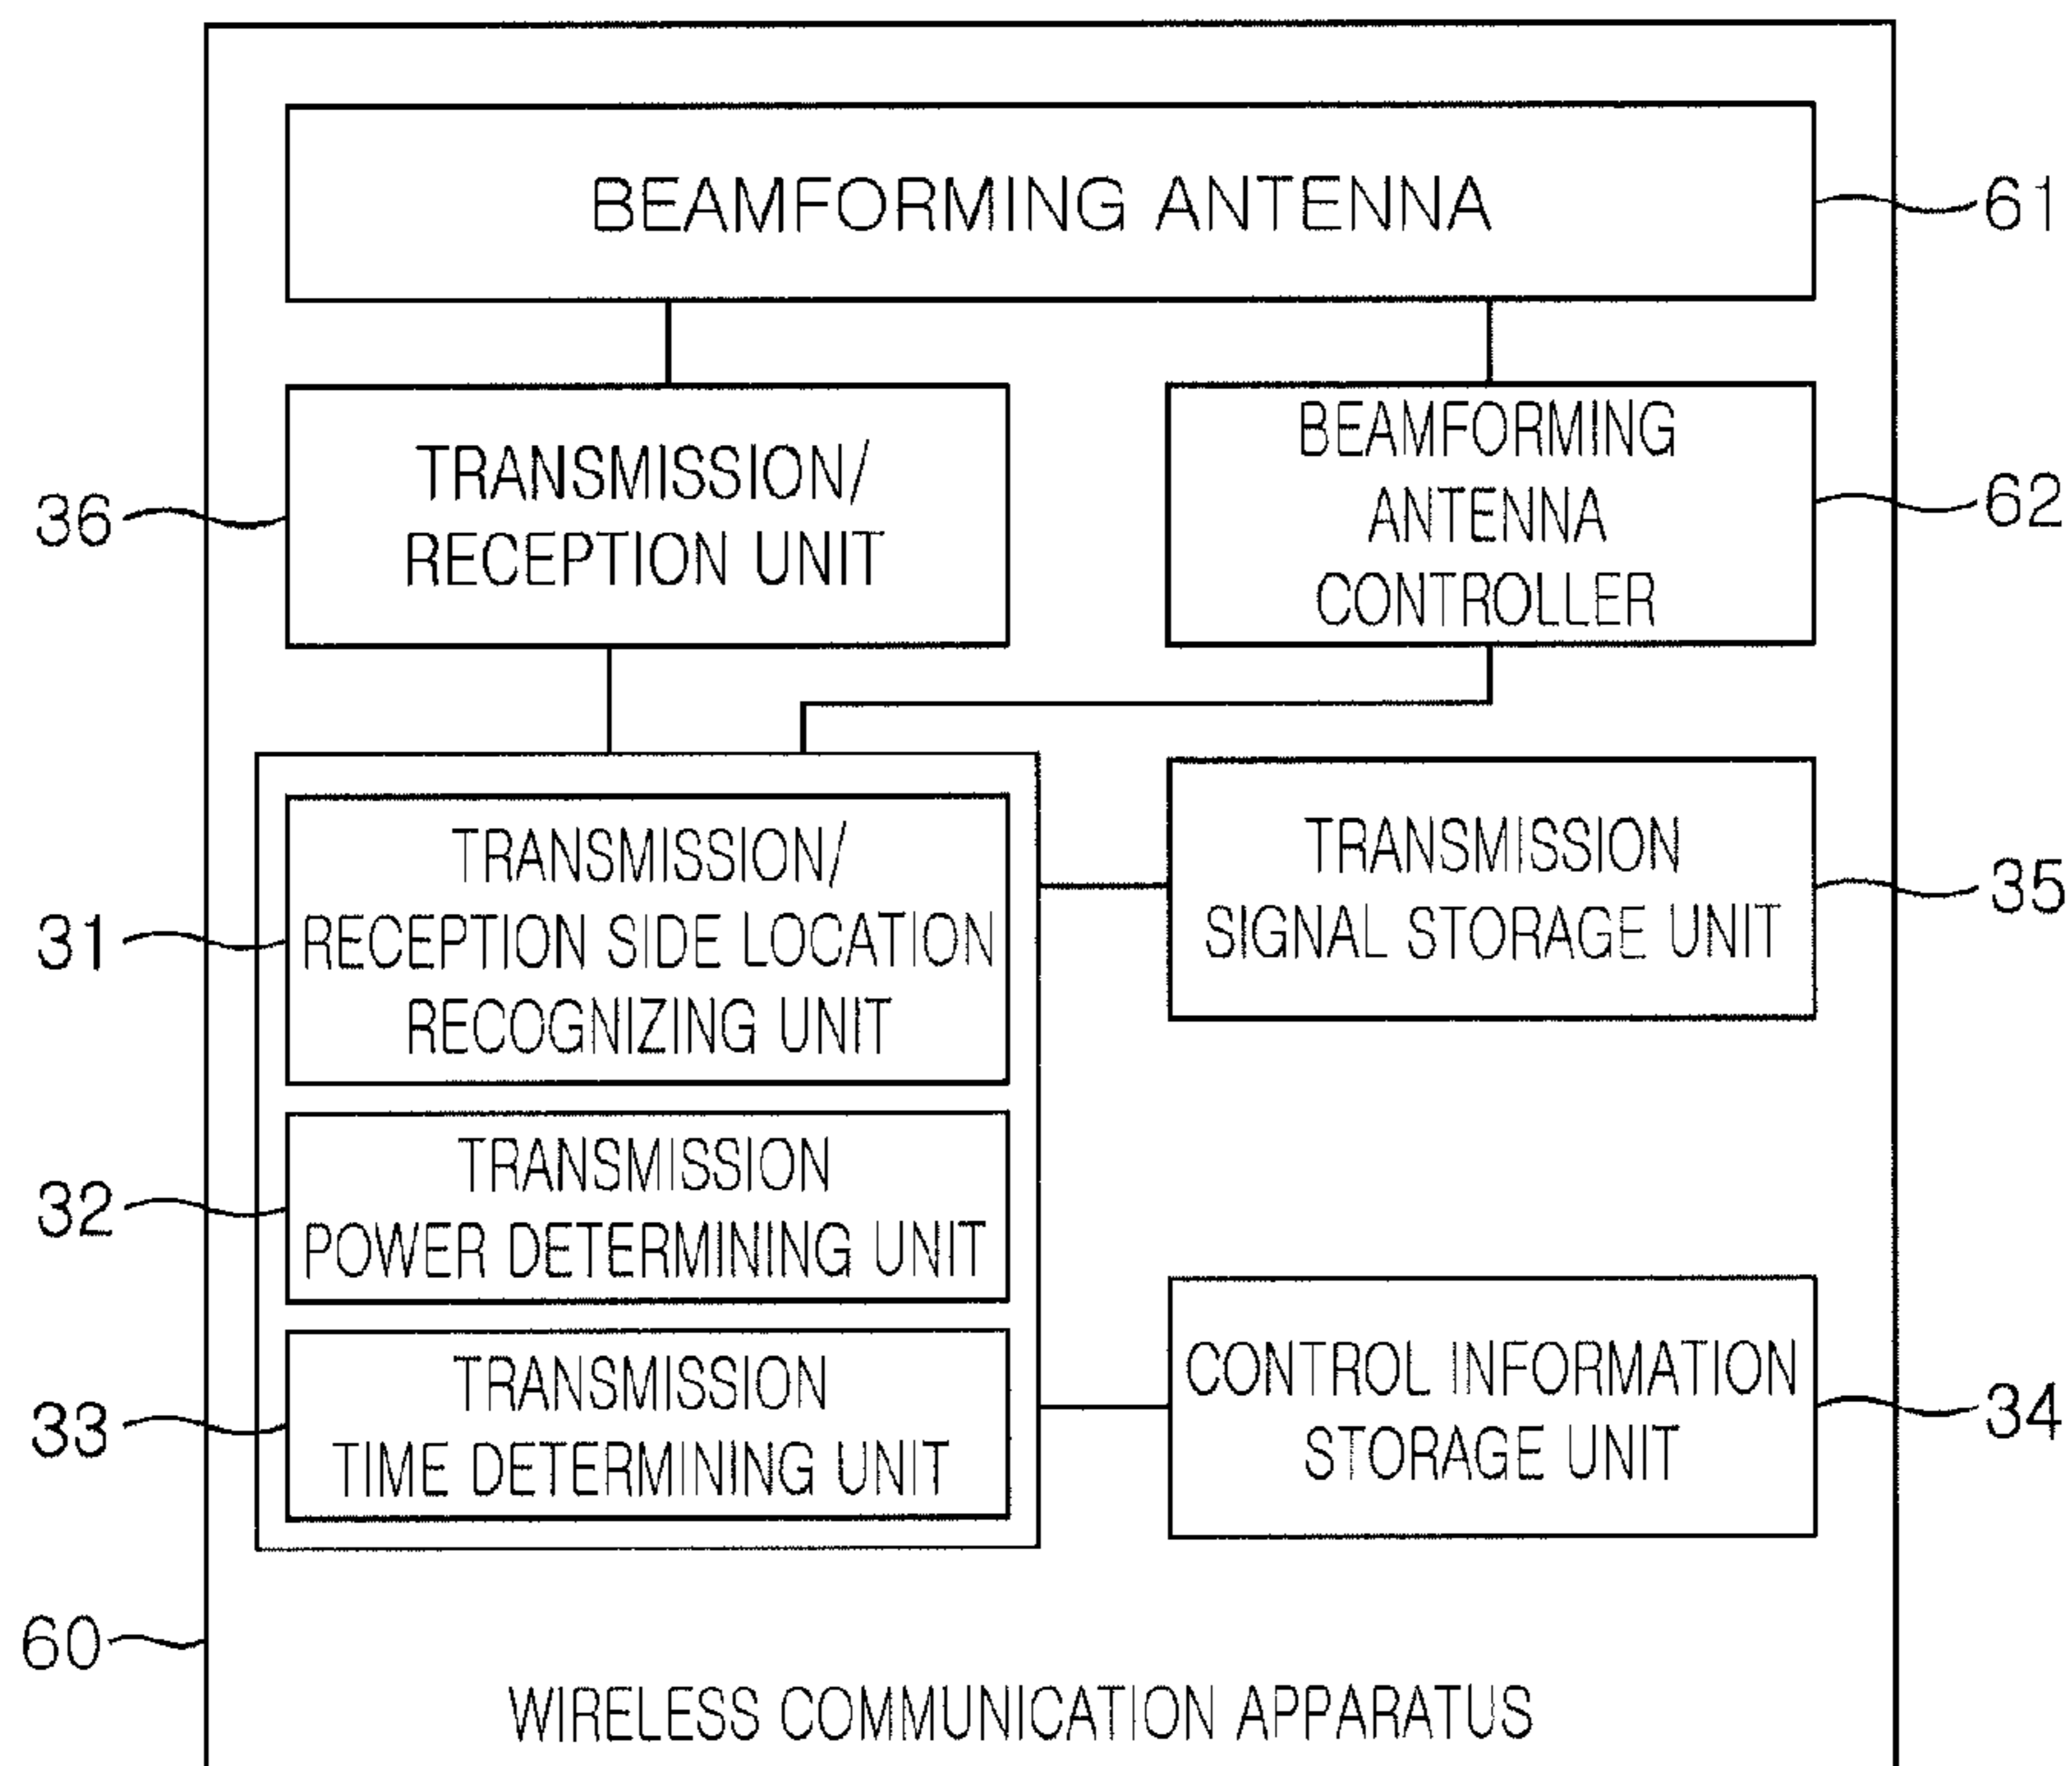 BEAMFORMING ANTENNA
61
TRANSMISSION/
RECEPTION UNIT
36
BEAMFORMING
ANTENNA
CONTROLLER
62
TRANSMISSION/
RECEPTION SIDE LOCATION
RECOGNIZING UNIT
31
TRANSMISSION
SIGNAL STORAGE UNIT
35
TRANSMISSION
POWER DETERMINING UNIT
32
TRANSMISSION
TIME DETERMINING UNIT
33
CONTROL INFORMATION
STORAGE UNIT
34
60
WIRELESS COMMUNICATION APPARATUS